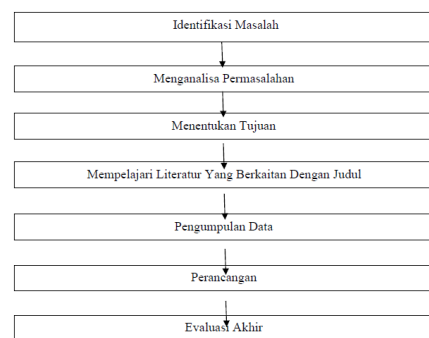 Identifikasi Masalah
Menganalisa Permasalahan
Menentukan Tujuan
Mempelajari Literatur Yang Berkaitan Dengan Judul
Pengumpulan Data
Perancangan
Evaluasi Akhir